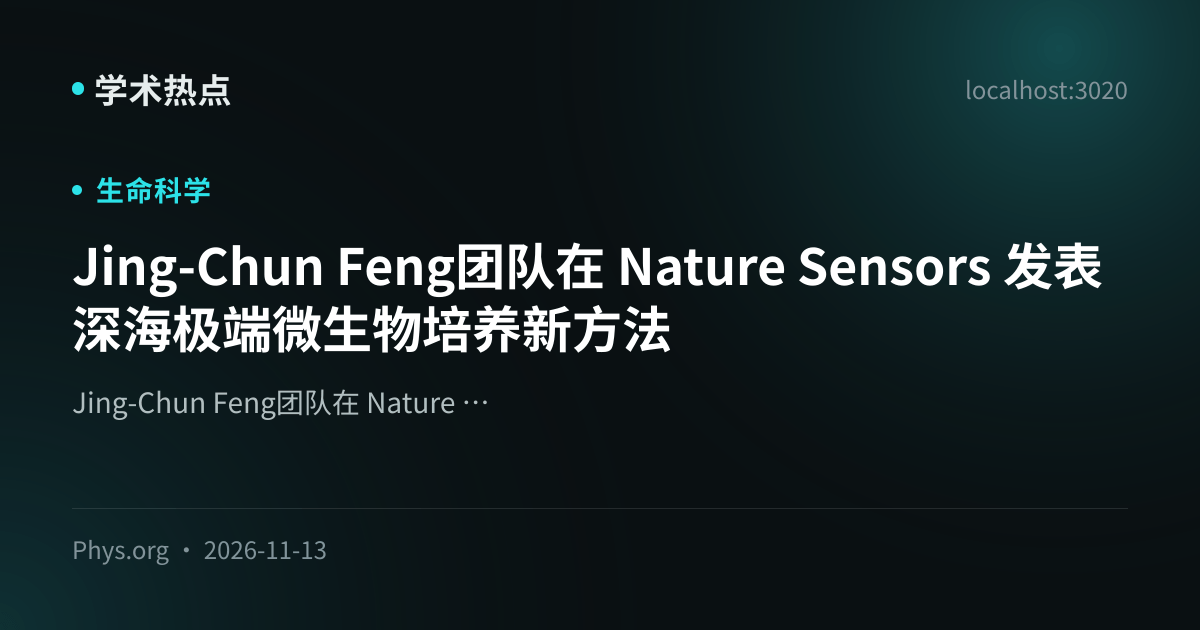 学术热点
localhost:3020
生命科学
Jing-Chun Feng团队在 Nature Sensors 发表
深海极端微生物培养新方法
Jing-Chun Feng团队在 Nature …
Phys.org • 2026-11-13